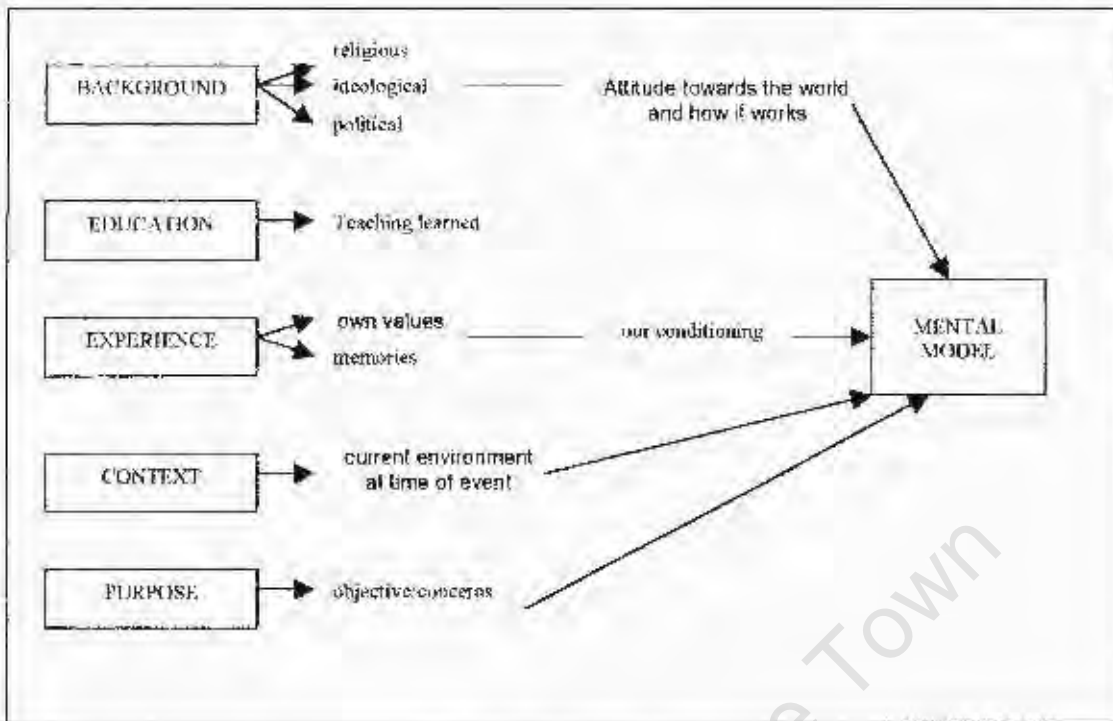 BACKGROUND
religious
ideological
political
Attitude towards the world
and how it works
EDUCATION
Teaching learned
EXPERIENCE
own values
memories
our conditioning
MENTAL
MODEL
CONTEXT
current environment
at time of event
PURPOSE
objective/concerns
Town